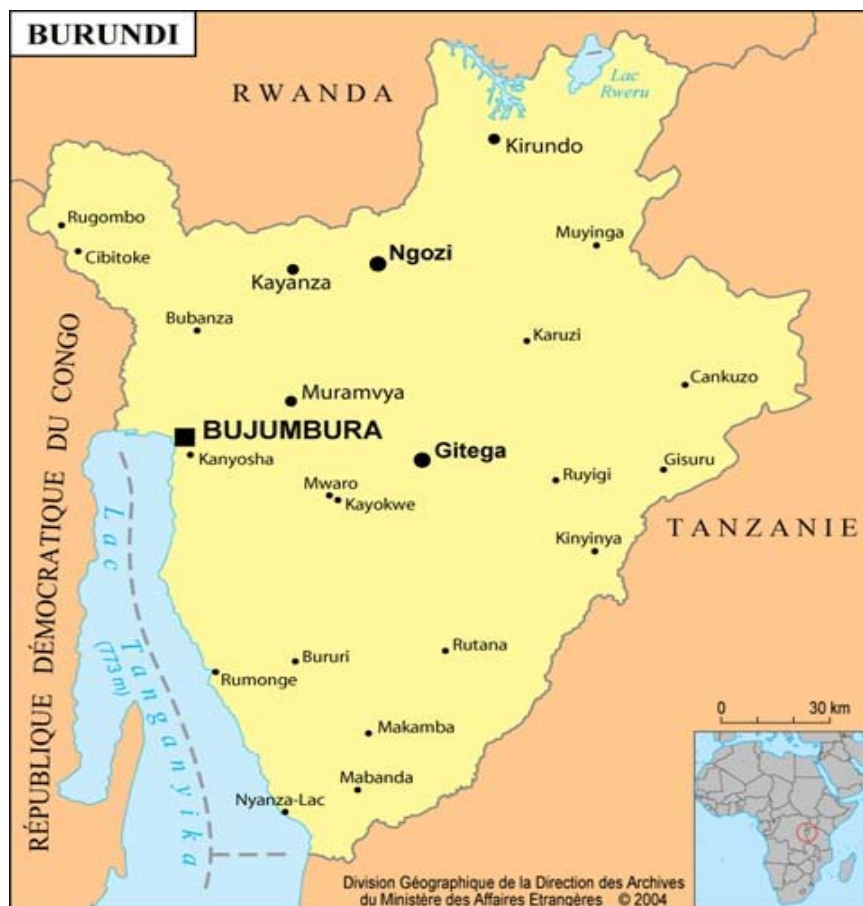 BURUNDI
RWANDA
Lac
Rweru
Kirundo
Rugombo
Cibitoke
Muyinga
Ngozi
Kayanza
Bubanza
Karuzi
Cankuzo
Muramvya
BUJUMBURA
Kanyosha
Gitega
Gisuru
Ruyigi
Mwaro
Kayokwe
TANZANIE
Kinyinya
RÉPUBLIQUE DÉMOCRATIQUE DU CONGO
Lac Tanganyika
(773 m)
Bururi
Rutana
Rumonge
Makamba
Mabanda
Nyanza-Lac
0 30 km
Division Géographique de la Direction des Archives
du Ministère des Affaires Etrangères © 2004